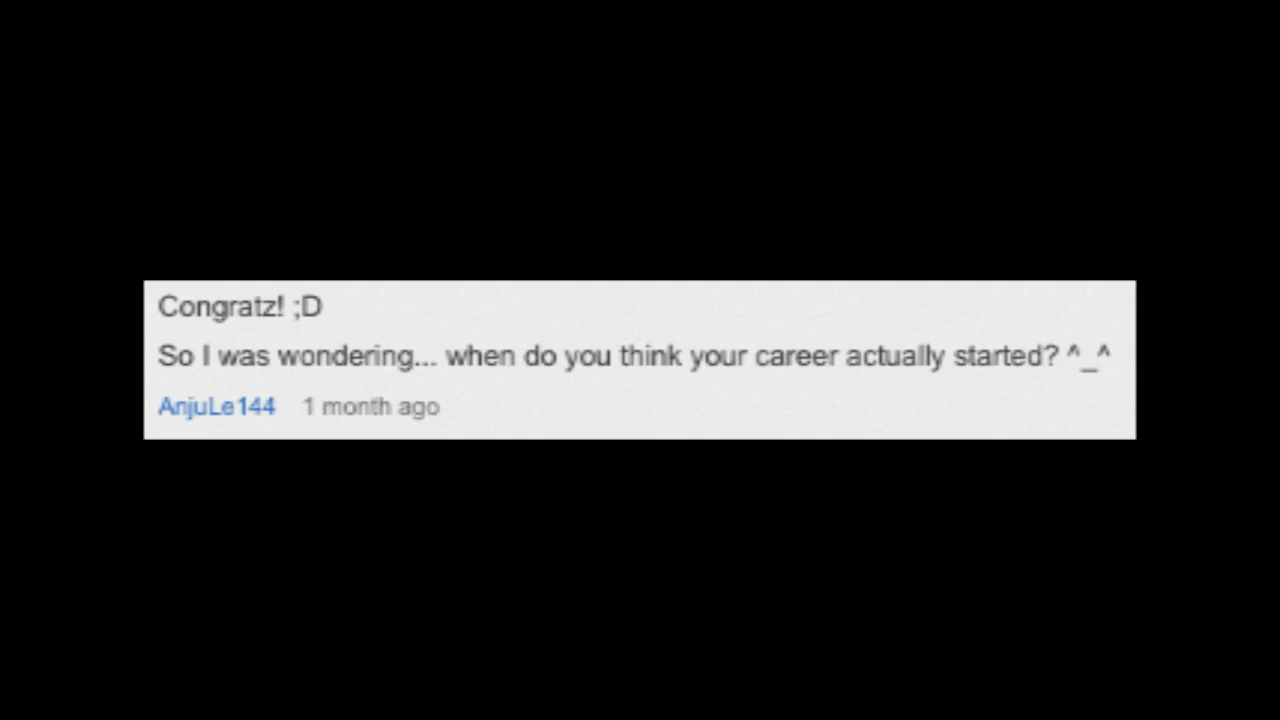 Congratz! ;D
So I was wondering... when do you think your career actually started? ^_^
AnjuLe144 1 month ago